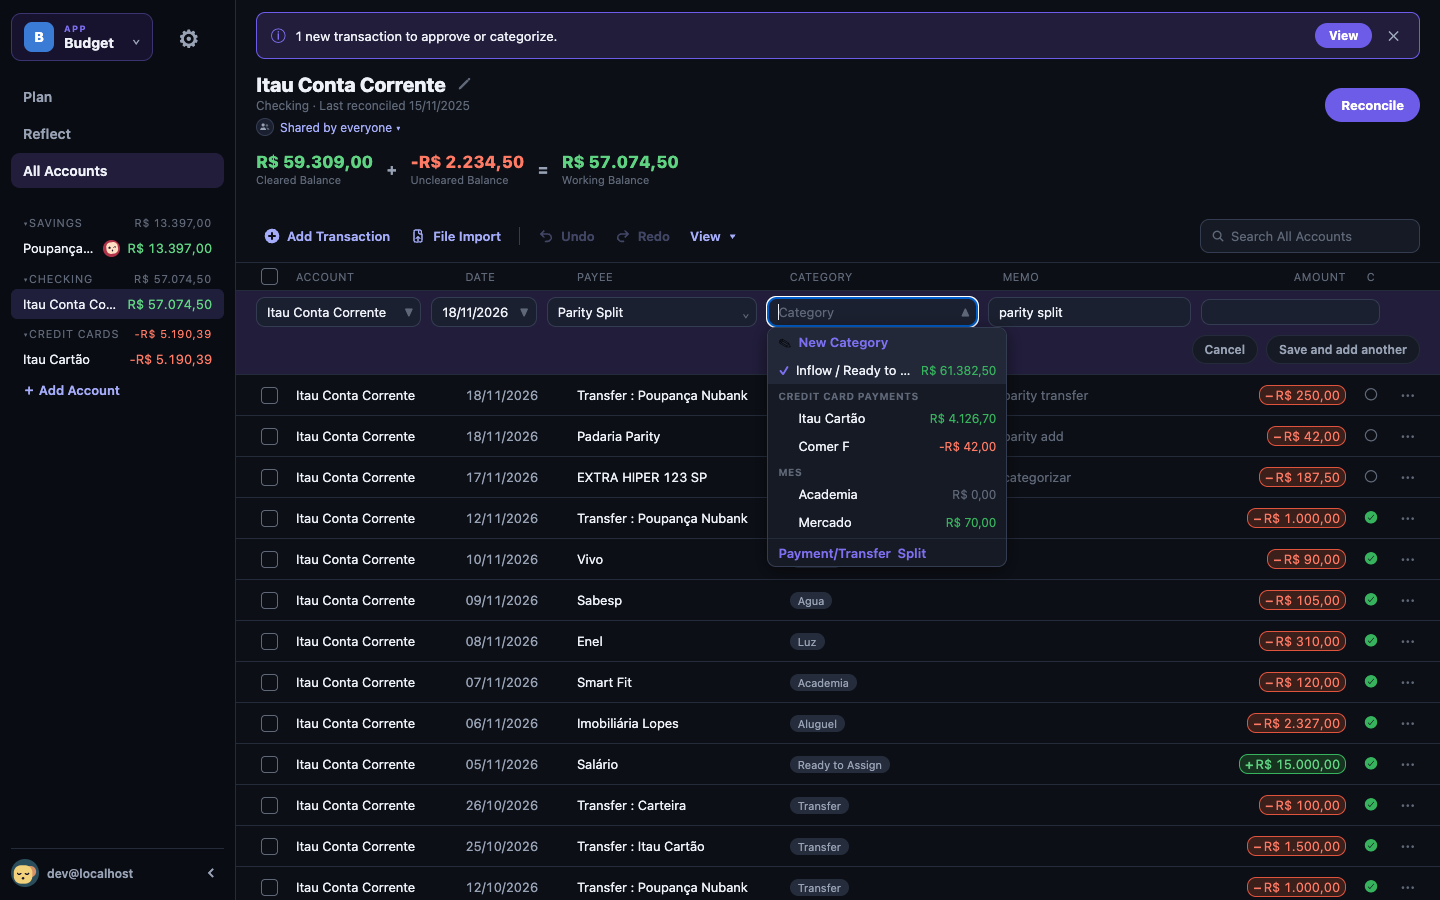 B
APP
Budget
Plan
Reflect
All Accounts
SAVINGS R$ 13.397,00
Poupança... R$ 13.397,00
CHECKING R$ 57.074,50
Itau Conta Co... R$ 57.074,50
CREDIT CARDS -R$ 5.190,39
Itau Cartão -R$ 5.190,39
+ Add Account
dev@localhost
1 new transaction to approve or categorize.
View
Itau Conta Corrente
Checking · Last reconciled 15/11/2025
Shared by everyone
Reconcile
R$ 59.309,00 + -R$ 2.234,50 = R$ 57.074,50
Cleared Balance Uncleared Balance Working Balance
Add Transaction File Import Undo Redo View
Search All Accounts
ACCOUNT DATE PAYEE CATEGORY MEMO AMOUNT C
Itau Conta Corrente 18/11/2026 Parity Split Category parity split
Cancel Save and add another
New Category
Inflow / Ready to ... R$ 61.382,50
CREDIT CARD PAYMENTS
Itau Cartão R$ 4.126,70
Comer F -R$ 42,00
MES
Academia R$ 0,00
Mercado R$ 70,00
Payment/Transfer Split
Itau Conta Corrente 18/11/2026 Transfer : Poupança Nubank parity transfer −R$ 250,00
Itau Conta Corrente 18/11/2026 Padaria Parity parity add −R$ 42,00
Itau Conta Corrente 17/11/2026 EXTRA HIPER 123 SP categorizar −R$ 187,50
Itau Conta Corrente 12/11/2026 Transfer : Poupança Nubank −R$ 1.000,00
Itau Conta Corrente 10/11/2026 Vivo −R$ 90,00
Itau Conta Corrente 09/11/2026 Sabesp Agua −R$ 105,00
Itau Conta Corrente 08/11/2026 Enel Luz −R$ 310,00
Itau Conta Corrente 07/11/2026 Smart Fit Academia −R$ 120,00
Itau Conta Corrente 06/11/2026 Imobiliária Lopes Aluguel −R$ 2.327,00
Itau Conta Corrente 05/11/2026 Salário Ready to Assign +R$ 15.000,00
Itau Conta Corrente 26/10/2026 Transfer : Carteira Transfer −R$ 100,00
Itau Conta Corrente 25/10/2026 Transfer : Itau Cartão Transfer −R$ 1.500,00
Itau Conta Corrente 12/10/2026 Transfer : Poupança Nubank Transfer −R$ 1.000,00